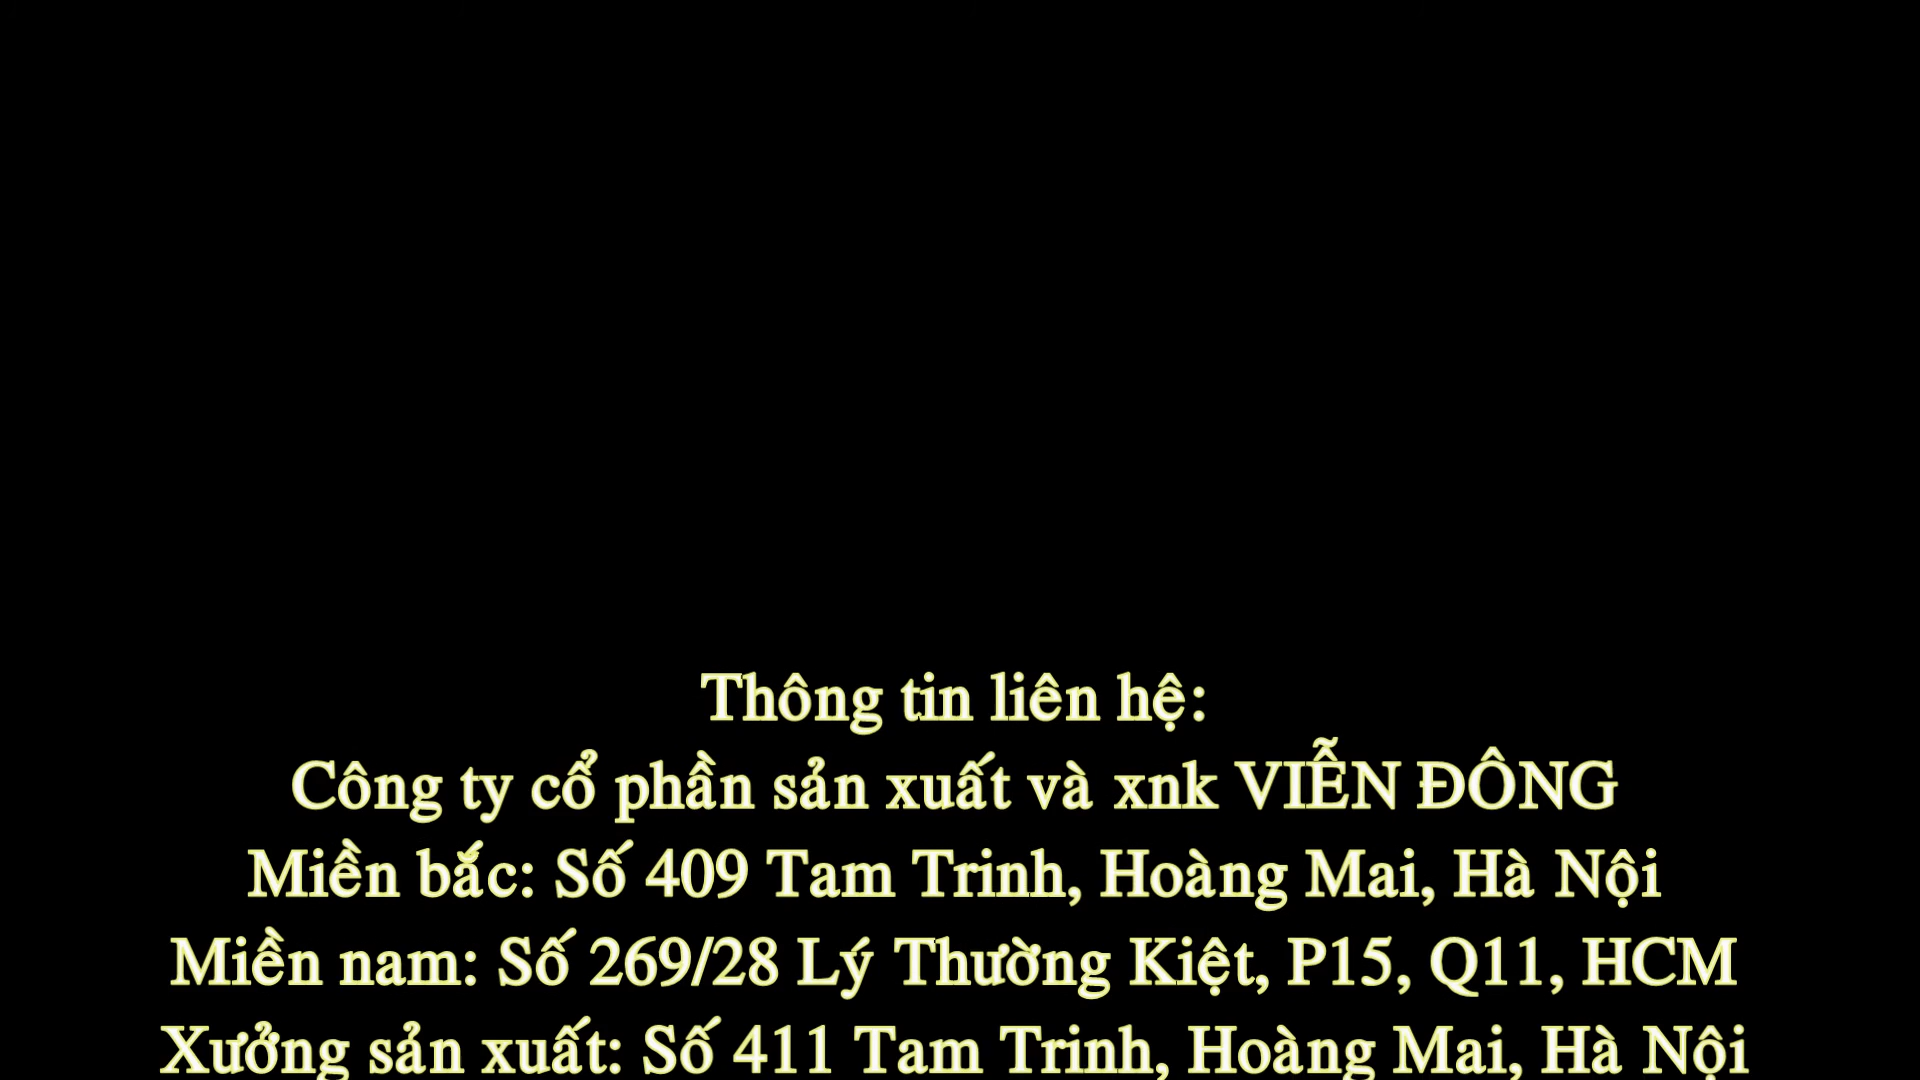 Thông tin liên hệ:
Công ty cổ phần sản xuất và xnk VIỄN ĐÔNG
Miền bắc: Số 409 Tam Trinh, Hoàng Mai, Hà Nội
Miền nam: Số 269/28 Lý Thường Kiệt, P15, Q11, HCM
Xưởng sản xuất: Số 411 Tam Trinh, Hoàng Mai, Hà Nội